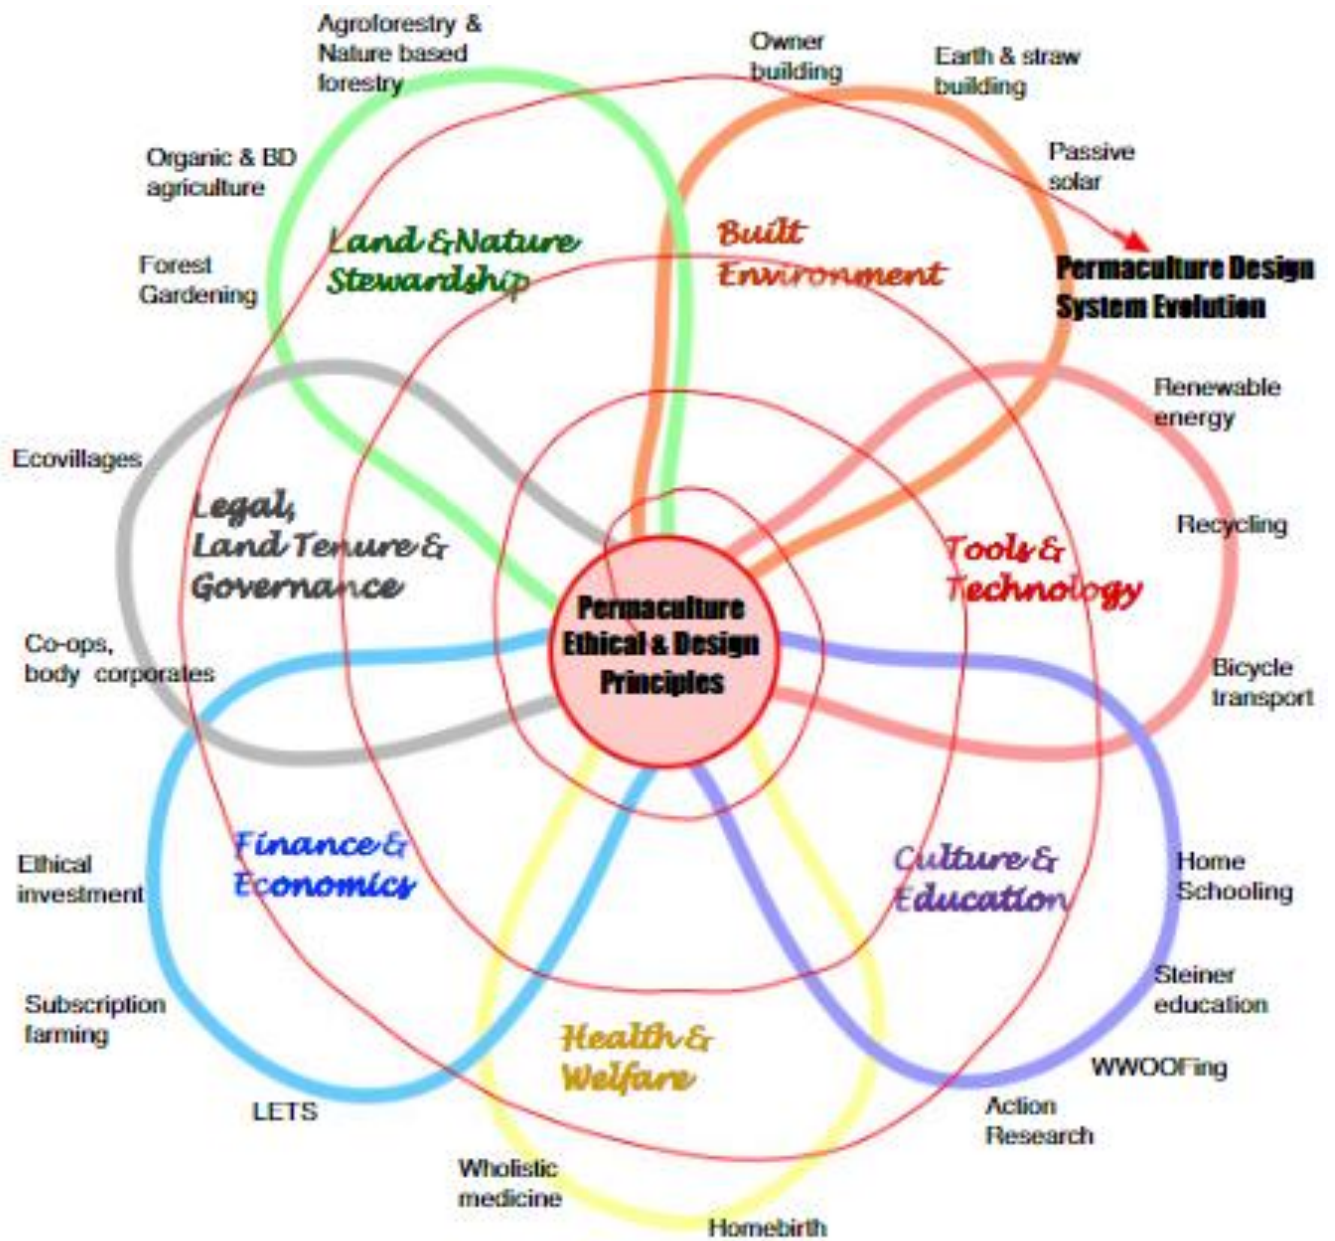 Agroforestry &
Nature based
forestry
Owner
building
Earth & straw
building
Organic & BD
agriculture
Passive
solar
Forest
Gardening
Land &Nature
Stewardship
Built
Environment
Permaculture Design
System Evolution
Renewable
energy
Ecovillages
Legal,
Land Tenure &
Governance
Recycling
Tools &
Technology
Permaculture
Ethical & Design
Principles
Co-ops,
body corporates
Bicycle
transport
Finance &
Economics
Culture &
Education
Ethical
investment
Home
Schooling
Subscription
farming
Steiner
education
Health &
Welfare
WWOOFing
LETS
Action
Research
Wholistic
medicine
Homebirth